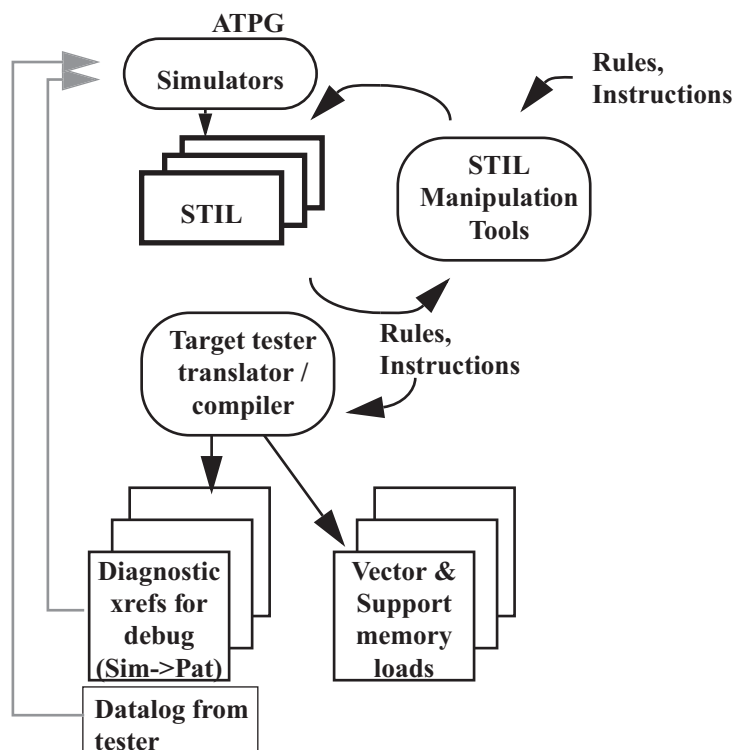 ATPG
Simulators
Rules,
Instructions
STIL
STIL
Manipulation
Tools
Rules,
Instructions
Target tester
translator /
compiler
Diagnostic
xrefs for
debug
(Sim->Pat)
Vector &
Support
memory
loads
Datalog from
tester